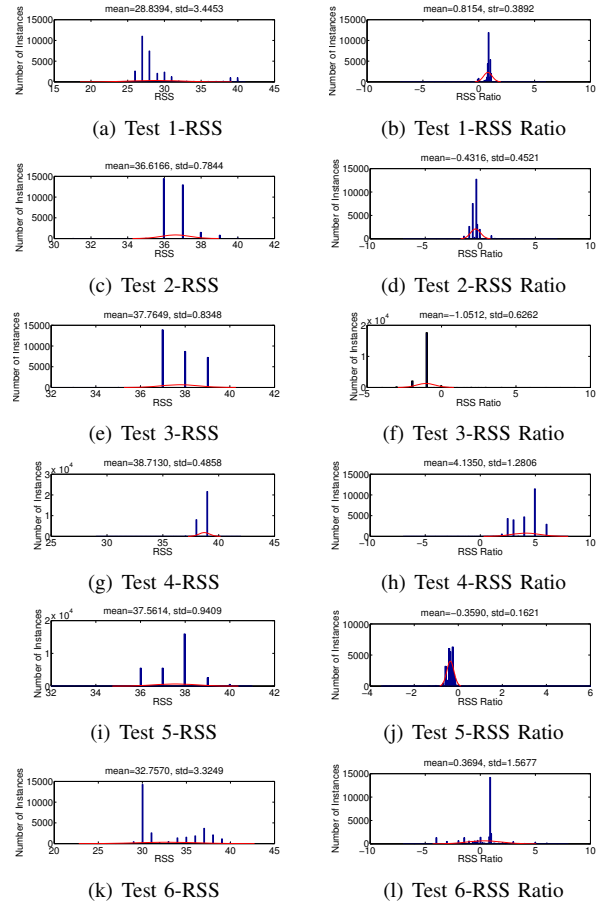 mean=28.8394, std=3.4453
Number of Instances
15000
10000
5000
0
15 20 25 30 35 40 45
RSS
(a) Test 1-RSS
mean=0.8154, str=0.3892
Number of Instances
15000
10000
5000
0
−10 −5 0 5 10
RSS Ratio
(b) Test 1-RSS Ratio
mean=36.6166, std=0.7844
Number of Instances
15000
10000
5000
0
30 32 34 36 38 40 42
RSS
(c) Test 2-RSS
mean=−0.4316, std=0.4521
Number of Instances
15000
10000
5000
0
−10 −5 0 5 10
RSS Ratio
(d) Test 2-RSS Ratio
mean=37.7649, std=0.8348
Number of Instances
15000
10000
5000
0
32 34 36 38 40 42
RSS
(e) Test 3-RSS
x 10^4 mean=−1.0512, std=0.6262
Number of Instances
2
1
0
−5 0 5 10
RSS Ratio
(f) Test 3-RSS Ratio
x 10^4 mean=38.7130, std=0.4858
Number of Instances
3
2
1
0
25 30 35 40 45
RSS
(g) Test 4-RSS
mean=4.1350, std=1.2806
Number of Instances
15000
10000
5000
0
−10 −5 0 5 10
RSS Ratio
(h) Test 4-RSS Ratio
x 10^4 mean=37.5614, std=0.9409
Number of Instances
2
1
0
32 34 36 38 40 42
RSS
(i) Test 5-RSS
mean=−0.3590, std=0.1621
Number of Instances
10000
5000
0
−4 −2 0 2 4 6
RSS Ratio
(j) Test 5-RSS Ratio
mean=32.7570, std=3.3249
Number of Instances
15000
10000
5000
0
20 25 30 35 40 45
RSS
(k) Test 6-RSS
mean=0.3694, std=1.5677
Number of Instances
15000
10000
5000
0
−10 −5 0 5 10
RSS Ratio
(l) Test 6-RSS Ratio